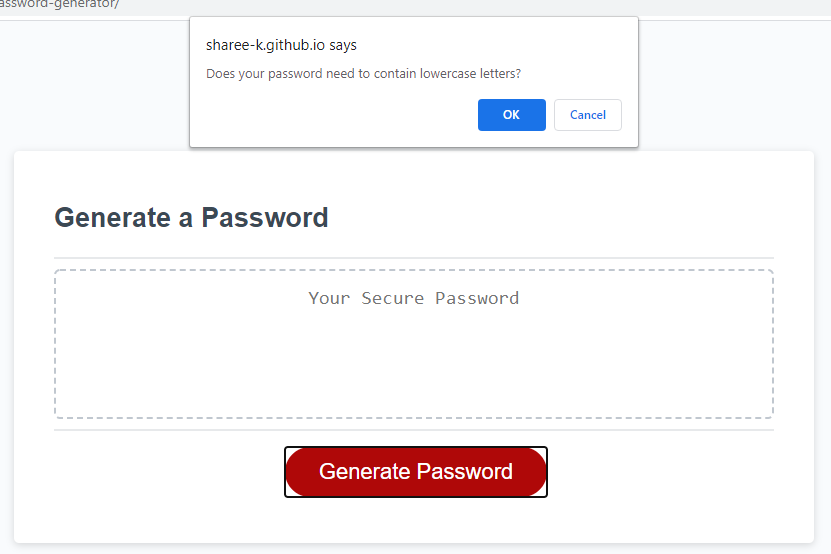 assword-generator/
sharee-k.github.io says
Does your password need to contain lowercase letters?
OK
Cancel
Generate a Password
Your Secure Password
Generate Password